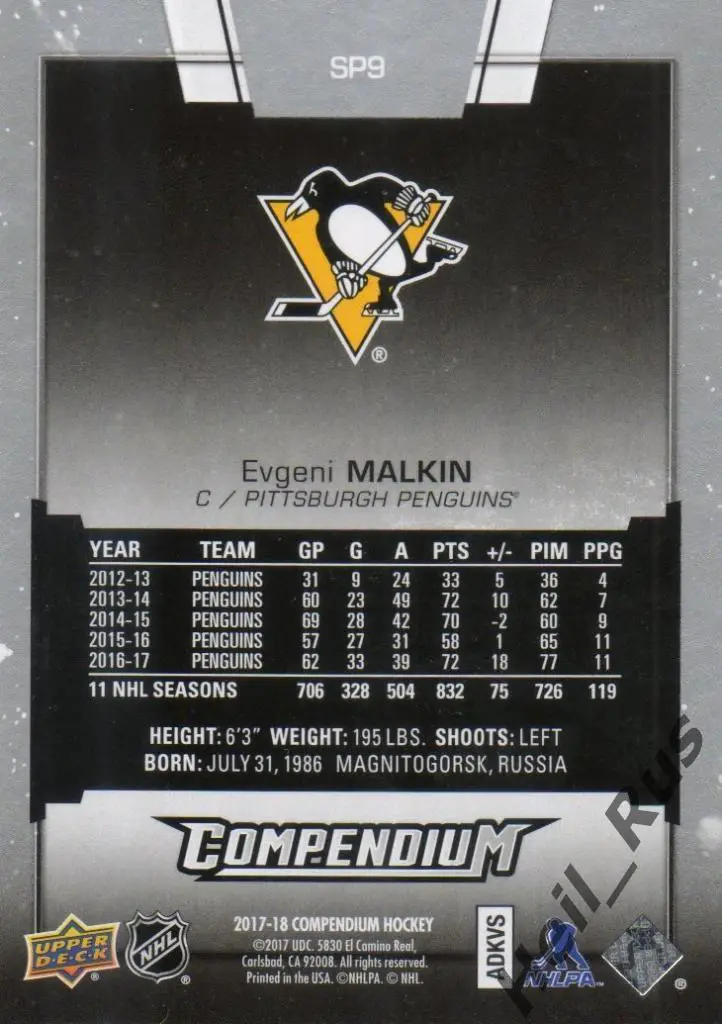 SP9
®
Evgeni MALKIN
C / PITTSBURGH PENGUINS®
YEAR TEAM GP G A PTS +/- PIM PPG
2012-13 PENGUINS 31 9 24 33 5 36 4
2013-14 PENGUINS 60 23 49 72 10 62 7
2014-15 PENGUINS 69 28 42 70 -2 60 9
2015-16 PENGUINS 57 27 31 58 1 65 11
2016-17 PENGUINS 62 33 39 72 18 77 11
11 NHL SEASONS 706 328 504 832 75 726 119
HEIGHT: 6'3" WEIGHT: 195 LBS. SHOOTS: LEFT
BORN: JULY 31, 1986 MAGNITOGORSK, RUSSIA
COMPENDIUM
2017-18 COMPENDIUM HOCKEY
©2017 UDC. 5830 El Camino Real,
Carlsbad, CA 92008. All rights reserved.
Printed in the USA. ©NHLPA. © NHL.
UPPER DECK
NHL
ADKVS
NHLPA™
®
Hail_Rus